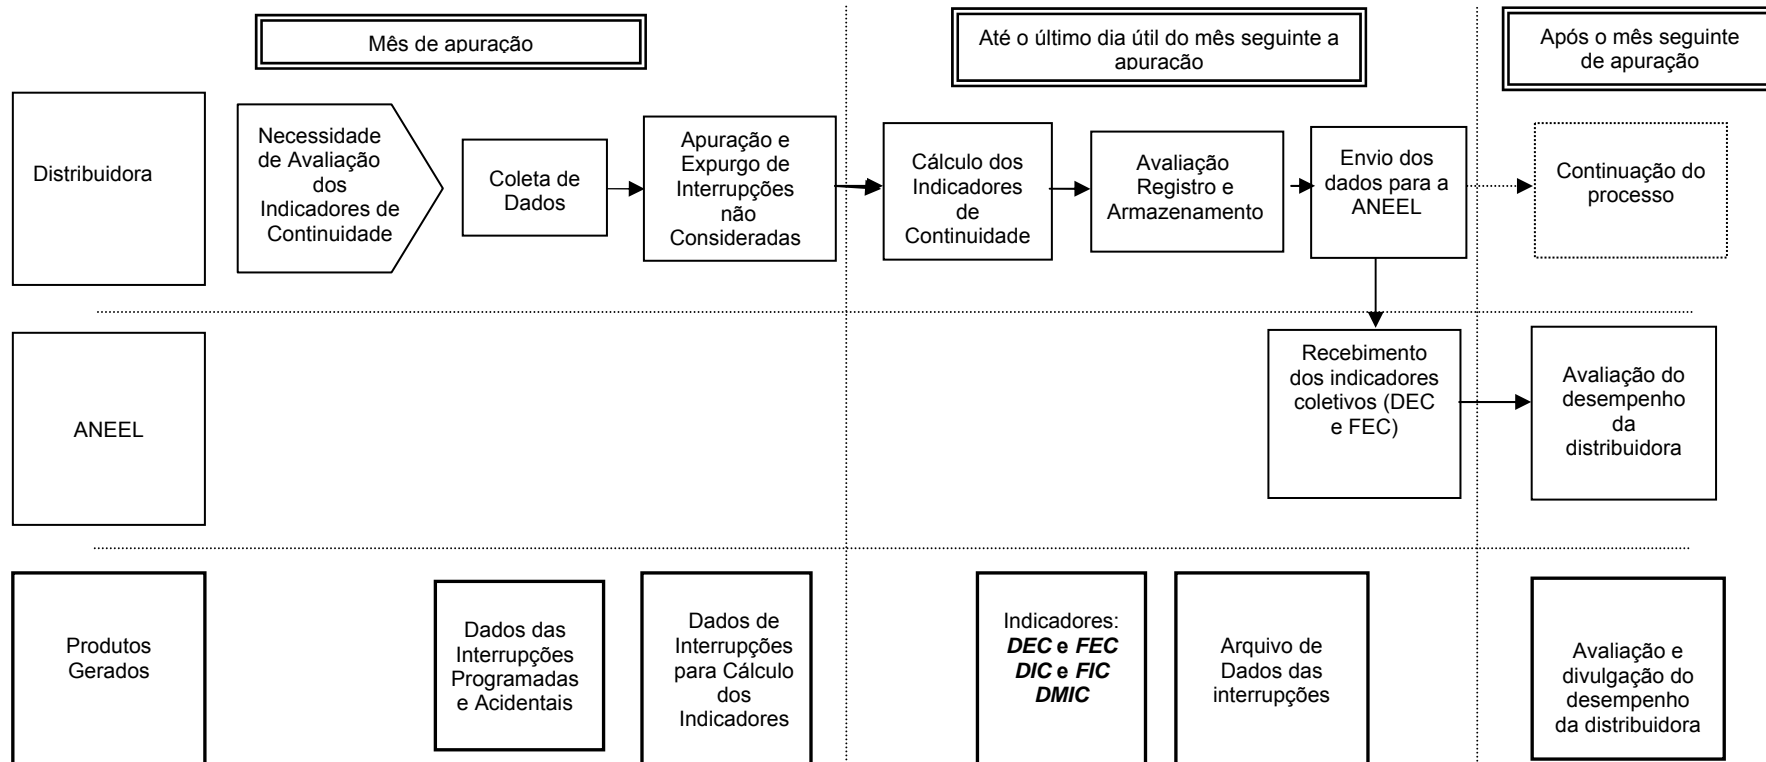 Mês de apuração
Até o último dia útil do mês seguinte a
apuração
Após o mês seguinte
de apuração
Distribuidora
Necessidade
de Avaliação
dos
Indicadores de
Continuidade
Coleta de
Dados
Apuração e
Expurgo de
Interrupções
não
Consideradas
Cálculo dos
Indicadores
de
Continuidade
Avaliação
Registro e
Armazenamento
Envio dos
dados para a
ANEEL
Continuação do
processo
ANEEL
Recebimento
dos indicadores
coletivos (DEC
e FEC)
Avaliação do
desempenho
da
distribuidora
Produtos
Gerados
Dados das
Interrupções
Programadas
e Acidentais
Dados de
Interrupções
para Cálculo
dos
Indicadores
Indicadores:
DEC e FEC
DIC e FIC
DMIC
Arquivo de
Dados das
interrupções
Avaliação e
divulgação do
desempenho
da distribuidora